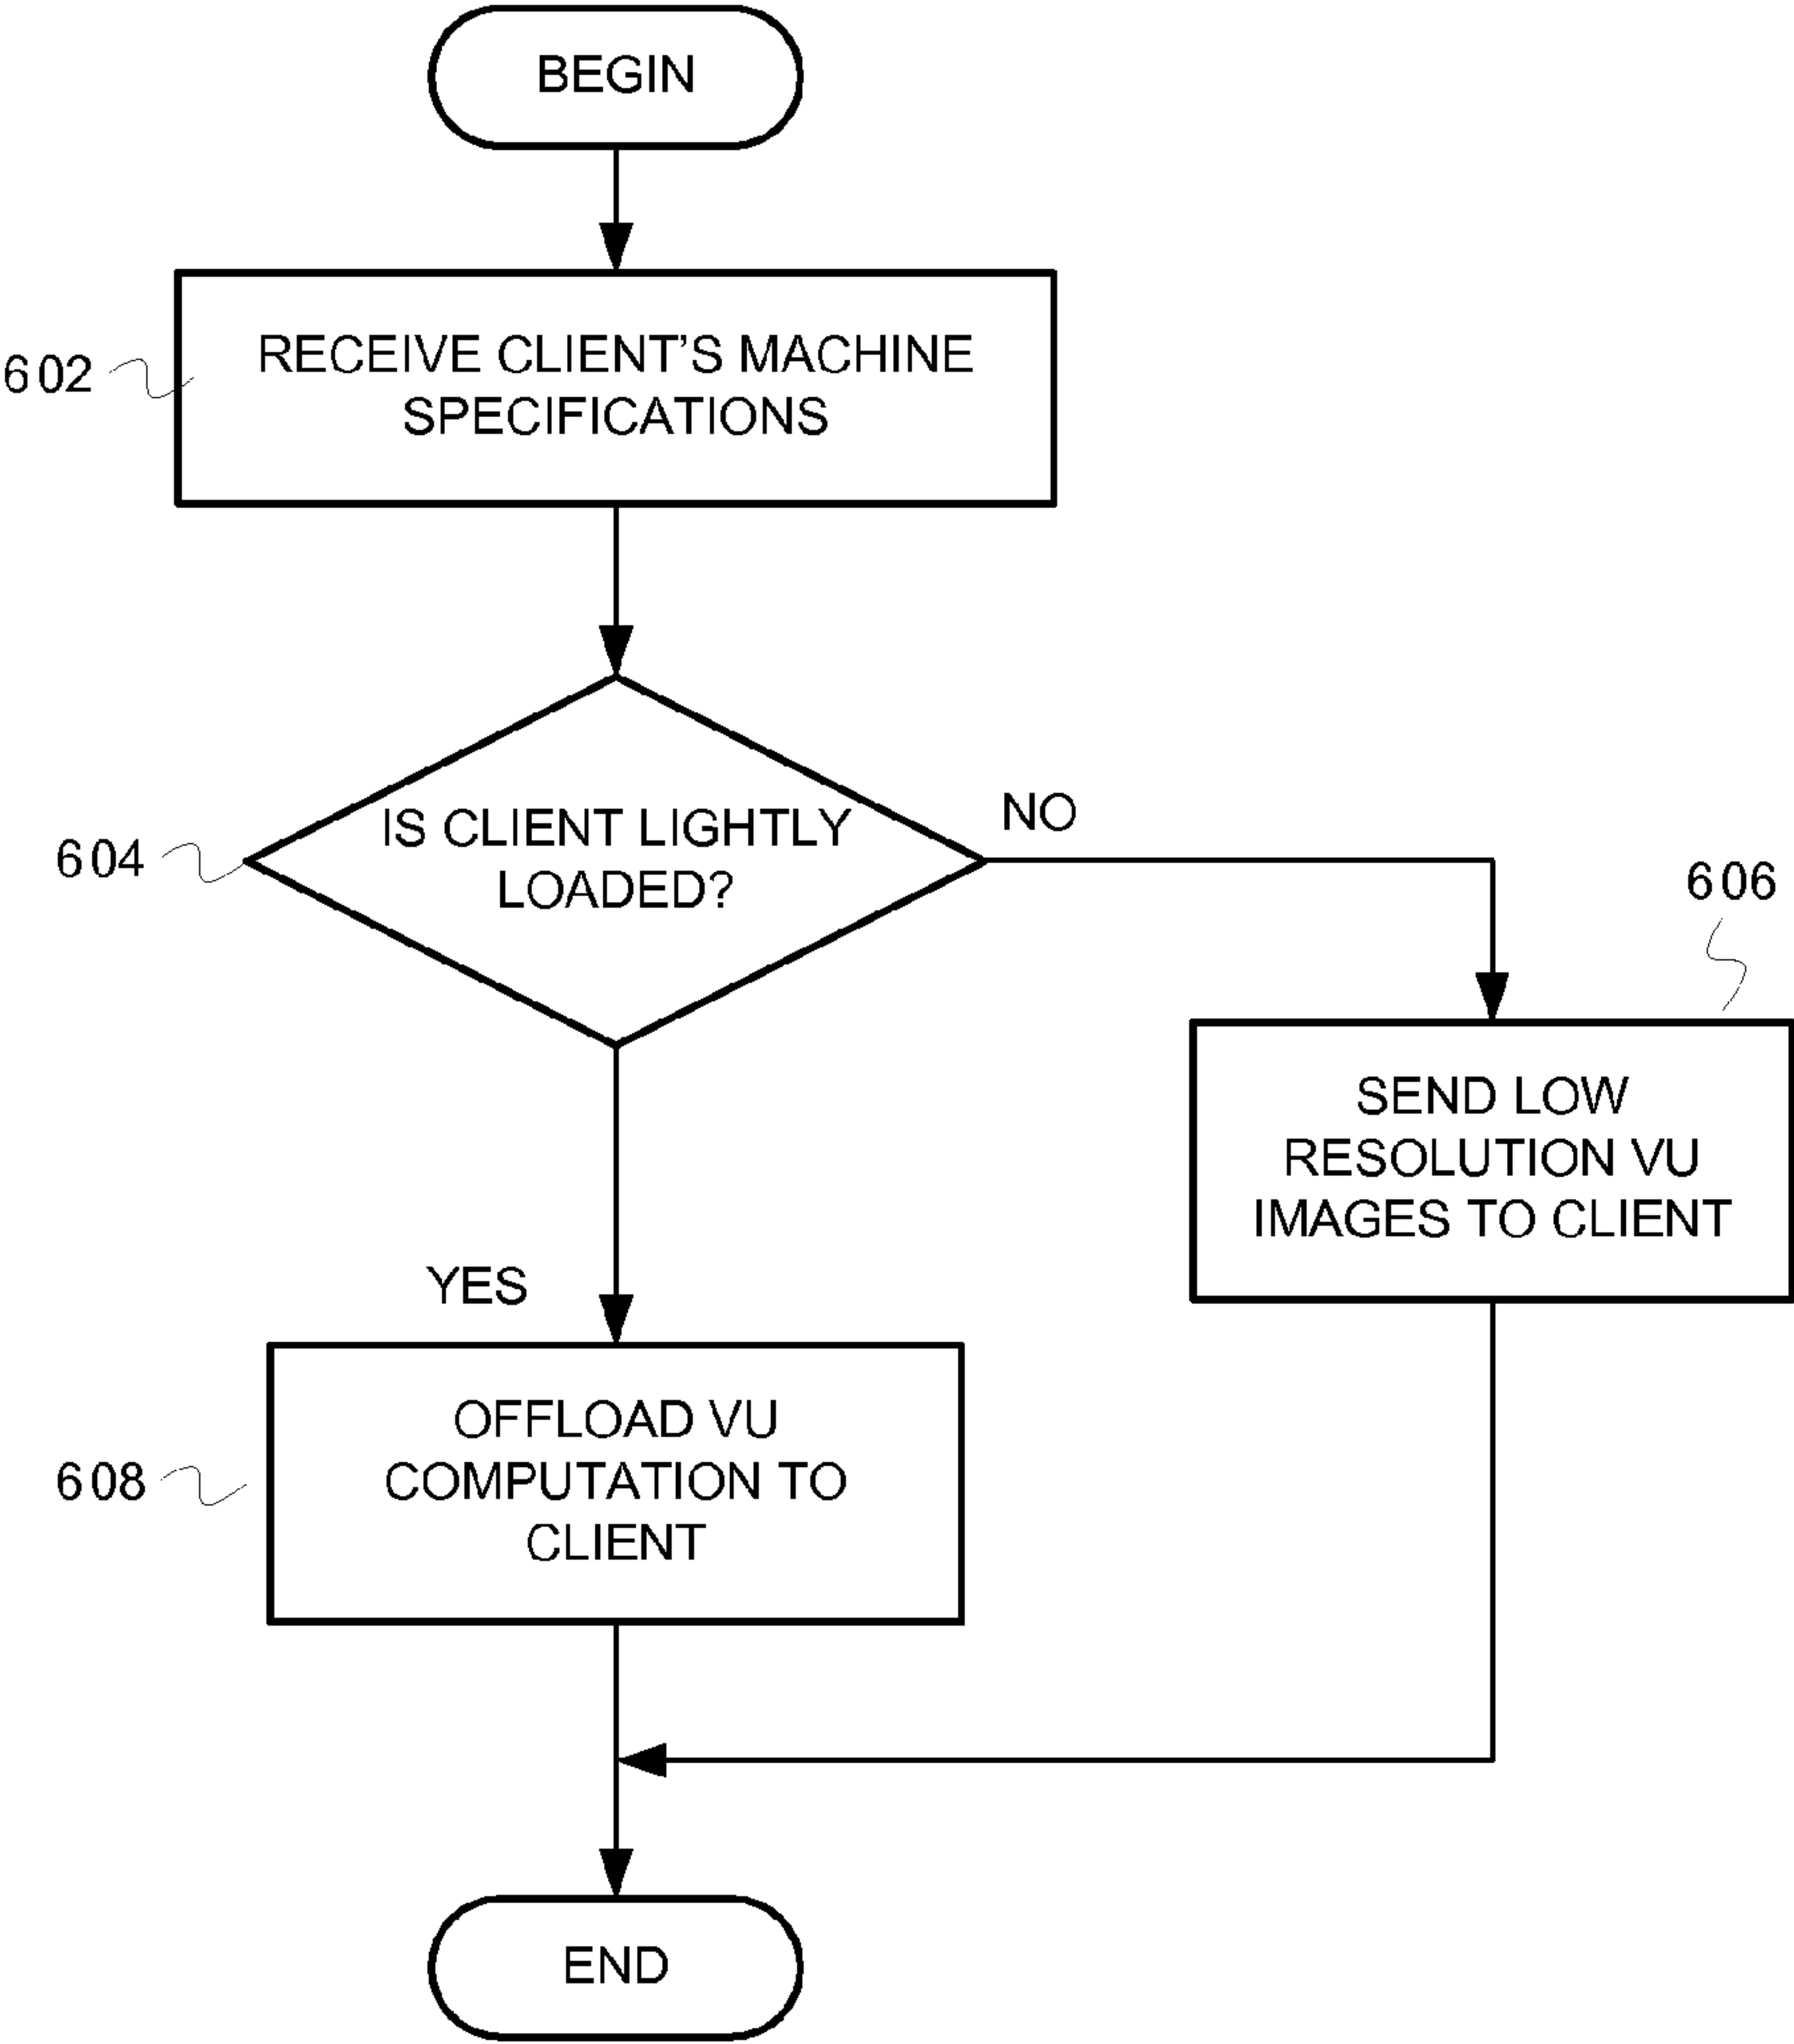 BEGIN
602
RECEIVE CLIENT'S MACHINE
SPECIFICATIONS
604
IS CLIENT LIGHTLY
LOADED?
NO
606
SEND LOW
RESOLUTION VU
IMAGES TO CLIENT
YES
608
OFFLOAD VU
COMPUTATION TO
CLIENT
END